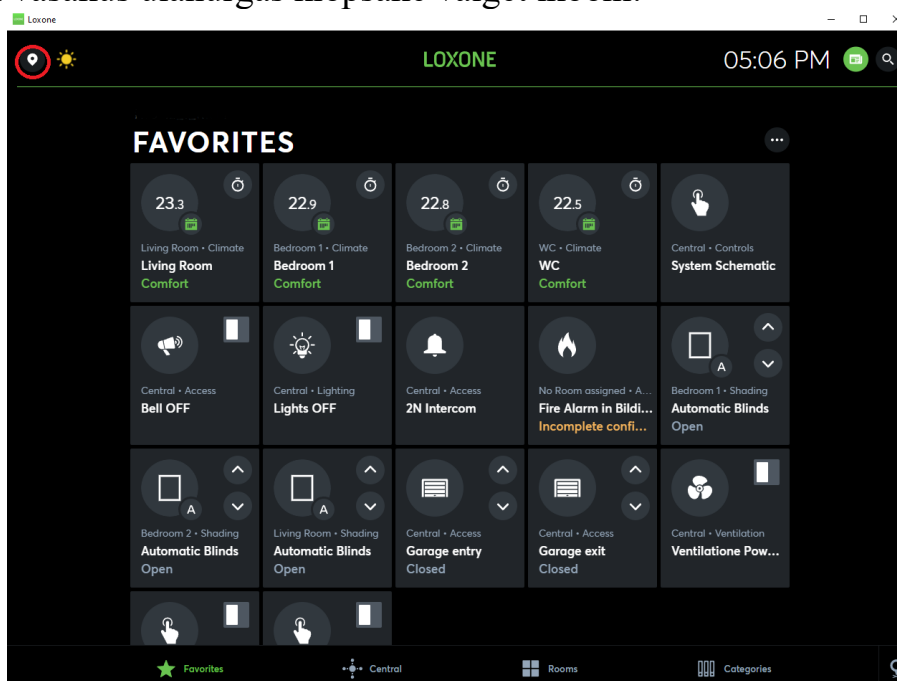 Loxone
LOXONE
05:06 PM
FAVORITES
23.3
Living Room • Climate
Living Room
Comfort
22.9
Bedroom 1 • Climate
Bedroom 1
Comfort
22.8
Bedroom 2 • Climate
Bedroom 2
Comfort
22.5
WC • Climate
WC
Comfort
Central • Controls
System Schematic
Central • Access
Bell OFF
Central • Lighting
Lights OFF
Central • Access
2N Intercom
No Room assigned • A...
Fire Alarm in Bildi...
Incomplete confi...
A
Bedroom 1 • Shading
Automatic Blinds
Open
A
Bedroom 2 • Shading
Automatic Blinds
Open
A
Living Room • Shading
Automatic Blinds
Open
Central • Access
Garage entry
Closed
Central • Access
Garage exit
Closed
Central • Ventilation
Ventilatione Pow...
Favorites
Central
Rooms
Categories